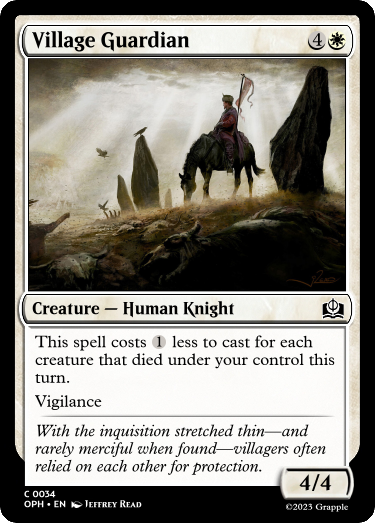 Village Guardian 4
Creature — Human Knight
This spell costs 1 less to cast for each
creature that died under your control this
turn.
Vigilance
With the inquisition stretched thin—and
rarely merciful when found—villagers often
relied on each other for protection.
4/4
C 0034
OPH • EN Jeffrey Read
©2023 Grapple